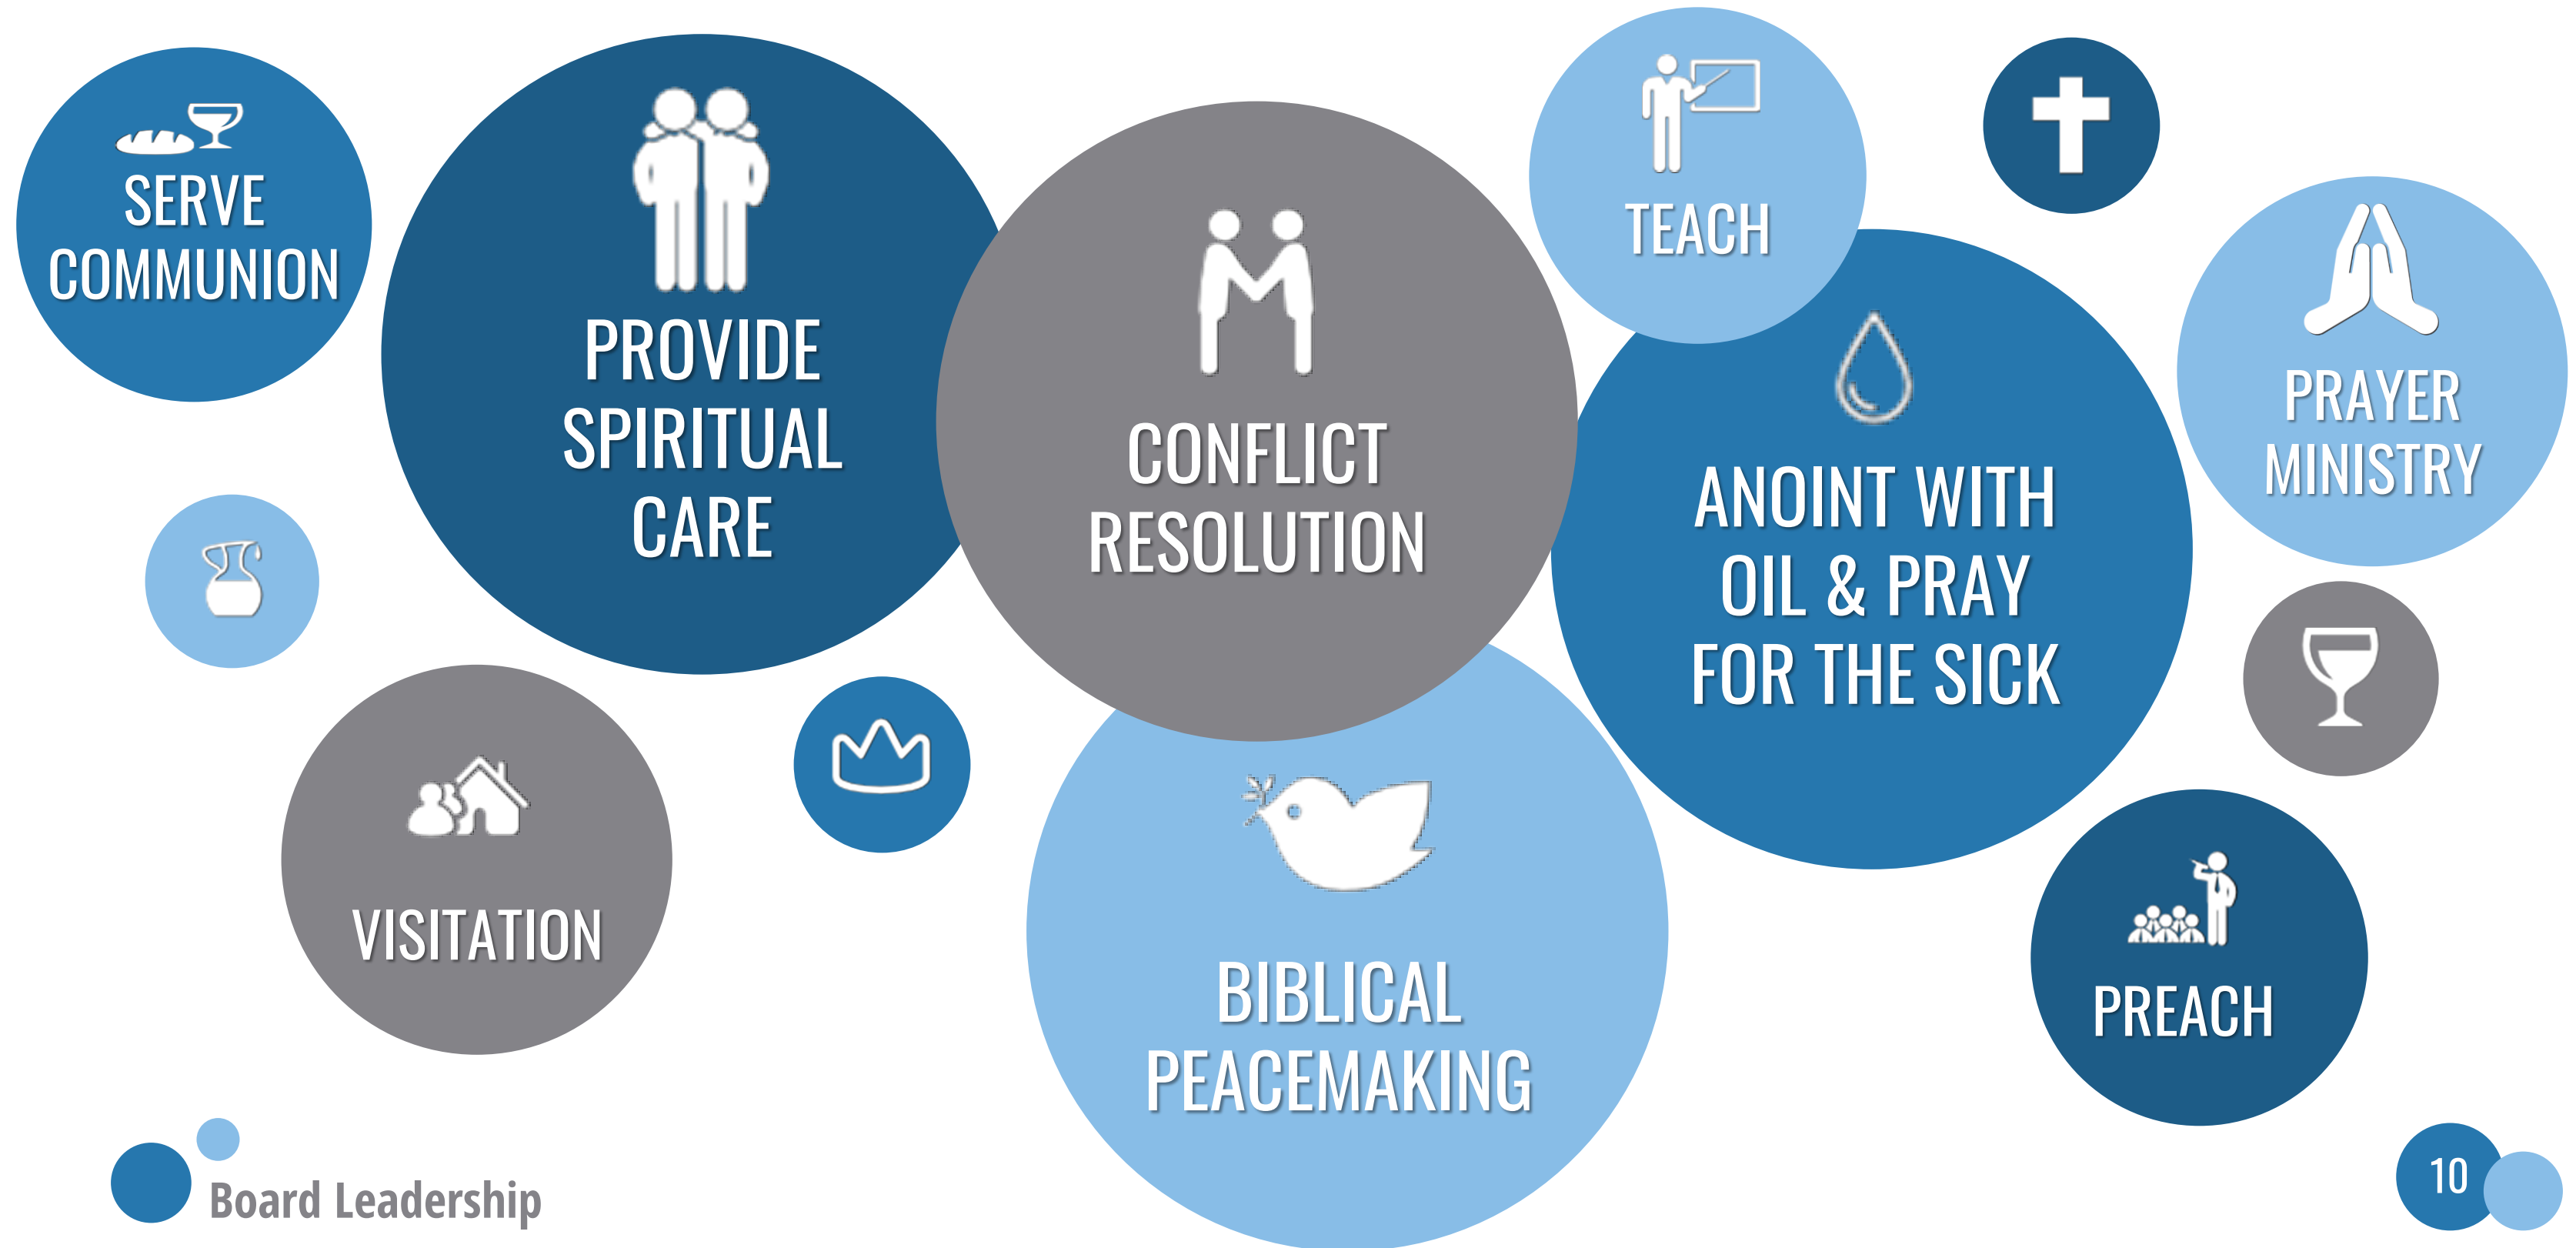 SERVE
COMMUNION
PROVIDE
SPIRITUAL
CARE
CONFLICT
RESOLUTION
TEACH
ANOINT WITH
OIL & PRAY
FOR THE SICK
PRAYER
MINISTRY
VISITATION
BIBLICAL
PEACEMAKING
PREACH
Board Leadership
10